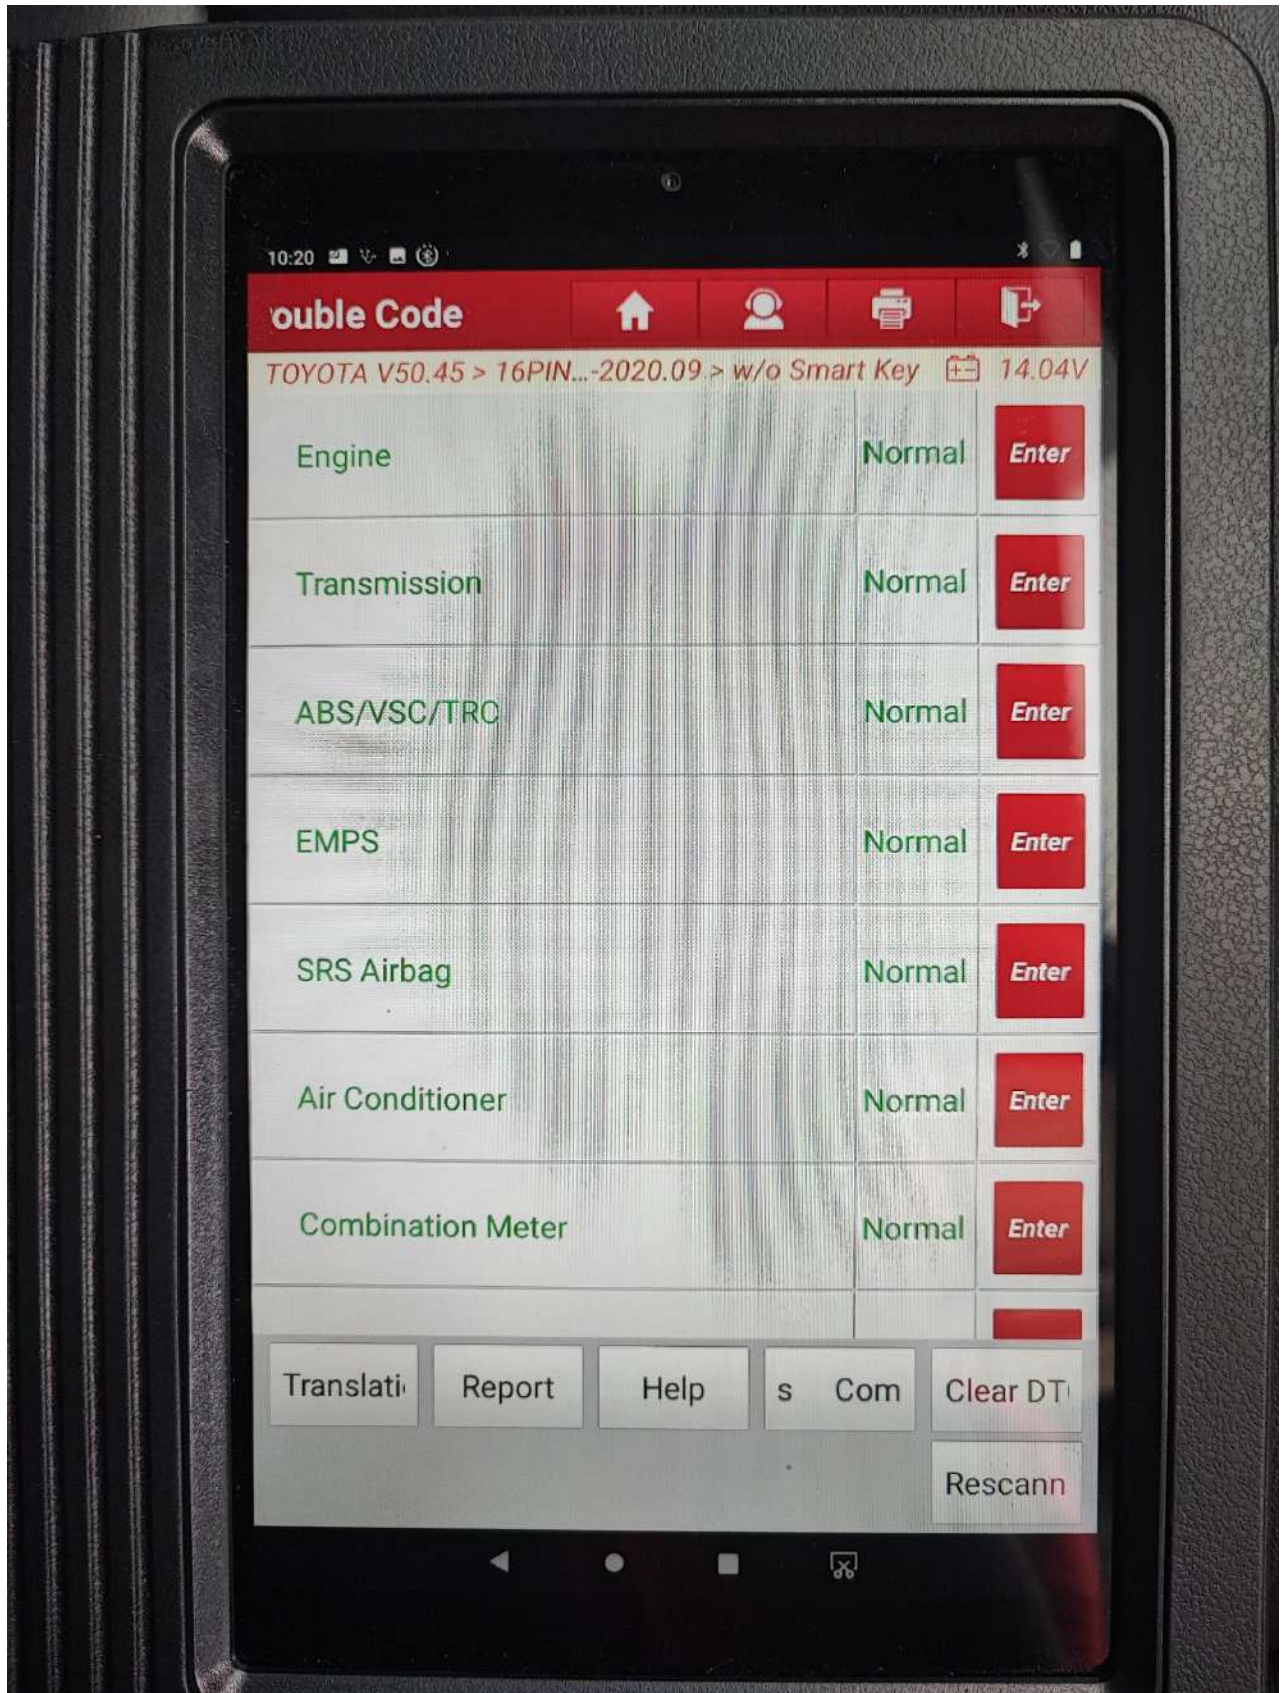 10:20
ouble Code
TOYOTA V50.45 > 16PIN...-2020.09 > w/o Smart Key 14.04V
Engine Normal Enter
Transmission Normal Enter
ABS/VSC/TRC Normal Enter
EMPS Normal Enter
SRS Airbag Normal Enter
Air Conditioner Normal Enter
Combination Meter Normal Enter
Translati Report Help s Com Clear DT
Rescann